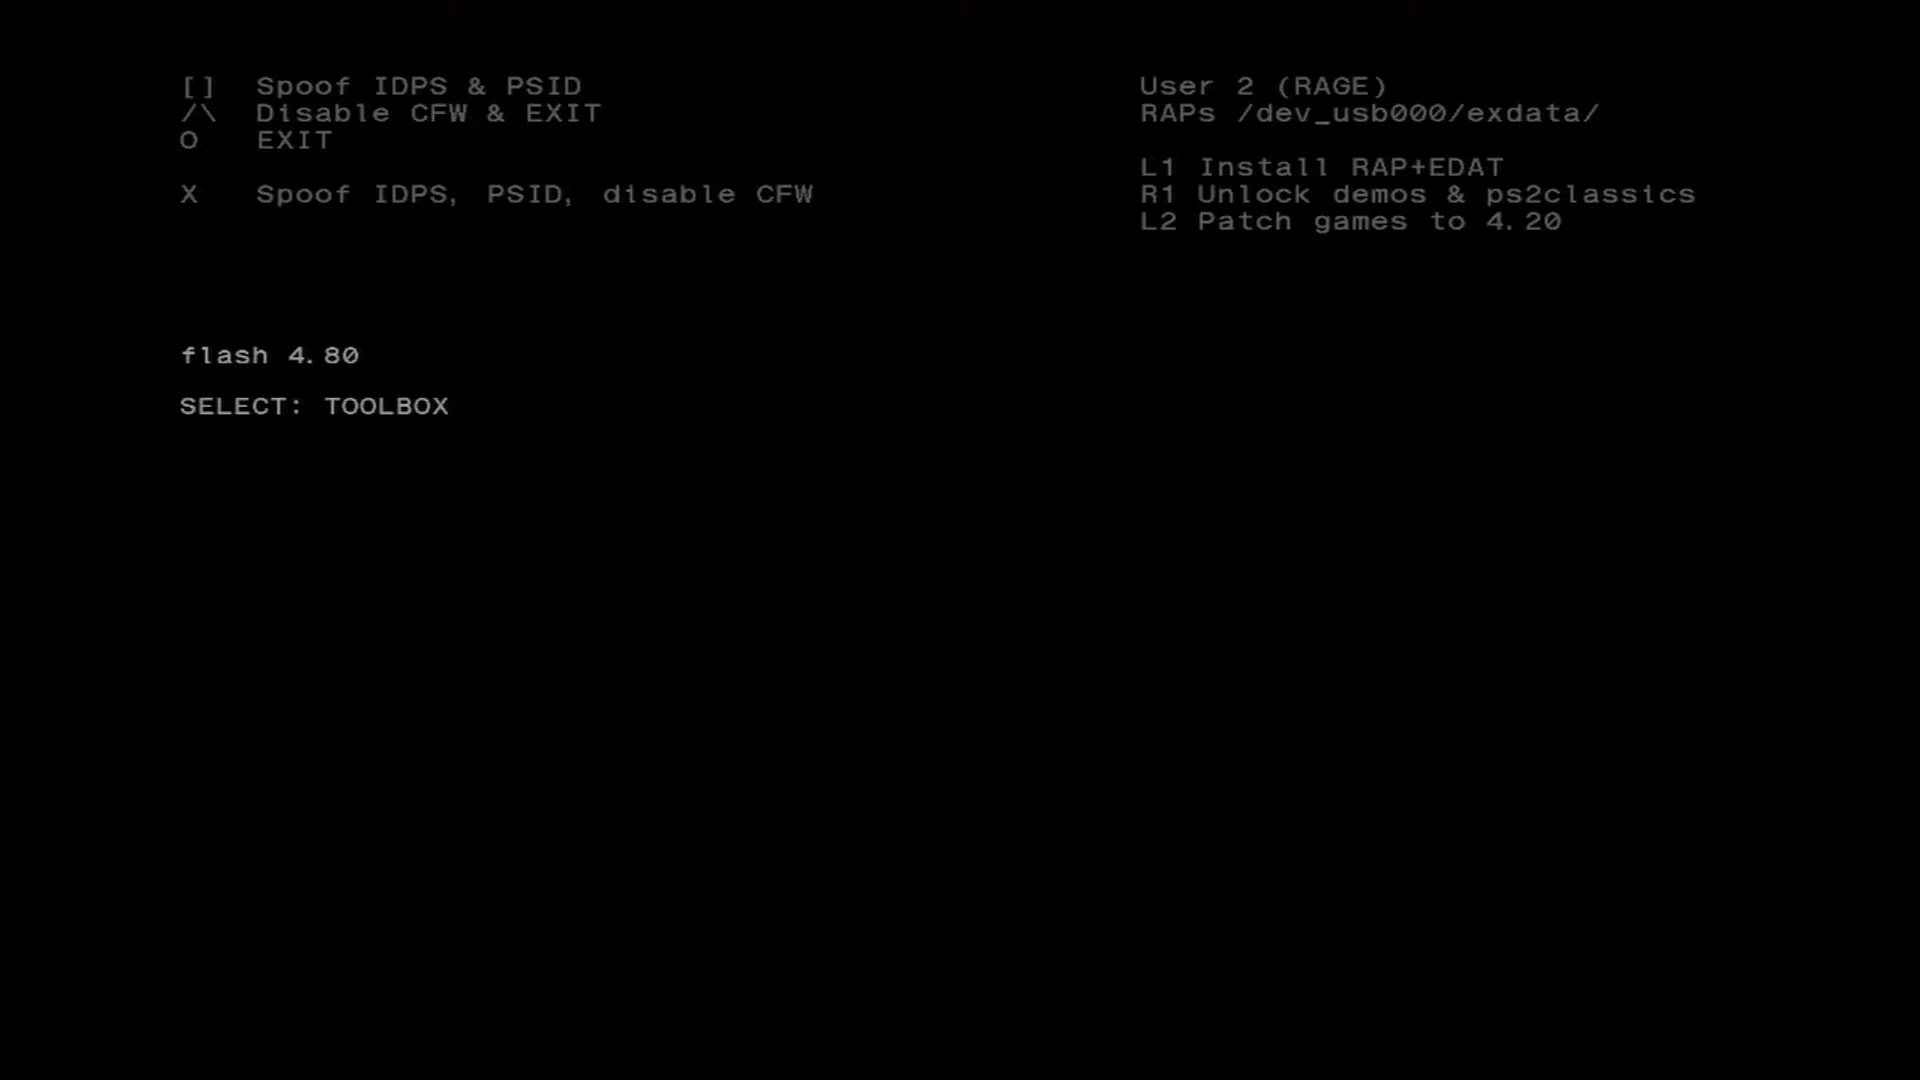 [] Spoof IDPS & PSID
/\ Disable CFW & EXIT
O EXIT
X Spoof IDPS, PSID, disable CFW
User 2 (RAGE)
RAPs /dev_usb000/exdata/
L1 Install RAP+EDAT
R1 Unlock demos & ps2classics
L2 Patch games to 4.20
flash 4.80
SELECT: TOOLBOX